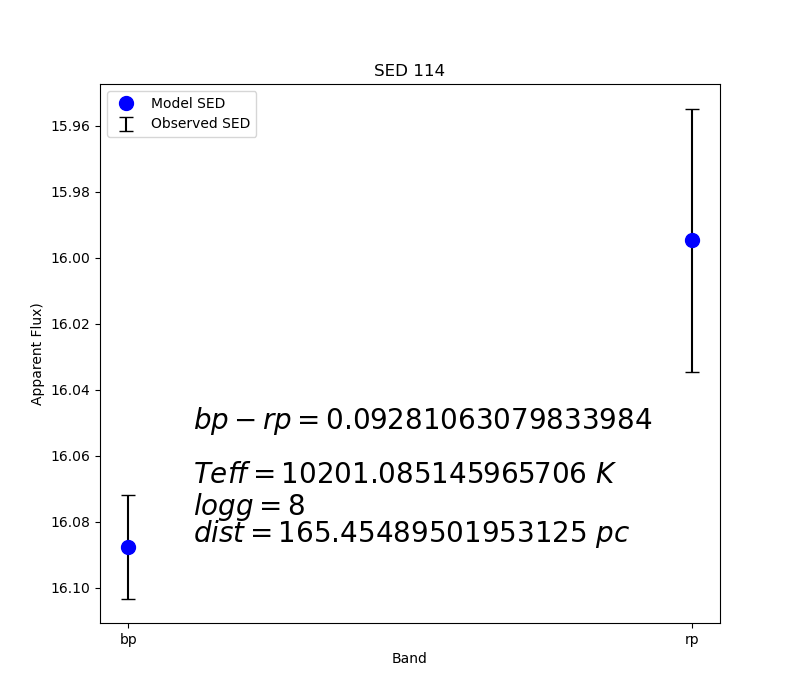 SED 114
Model SED
Observed SED
15.96
15.98
16.00
16.02
16.04
16.06
16.08
16.10
Apparent Flux)
bp − rp = 0.09281063079833984
Teff = 10201.085145965706 K
logg = 8
dist = 165.45489501953125 pc
bp
rp
Band